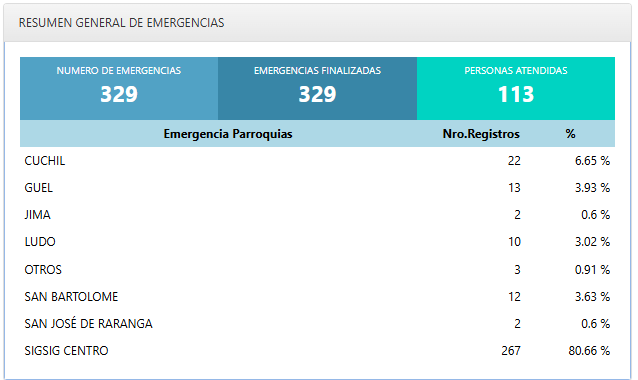 RESUMEN GENERAL DE EMERGENCIAS
NUMERO DE EMERGENCIAS EMERGENCIAS FINALIZADAS PERSONAS ATENDIDAS
329 329 113
Emergencia Parroquias Nro.Registros %
CUCHIL 22 6.65 %
GUEL 13 3.93 %
JIMA 2 0.6 %
LUDO 10 3.02 %
OTROS 3 0.91 %
SAN BARTOLOME 12 3.63 %
SAN JOSÉ DE RARANGA 2 0.6 %
SIGSIG CENTRO 267 80.66 %